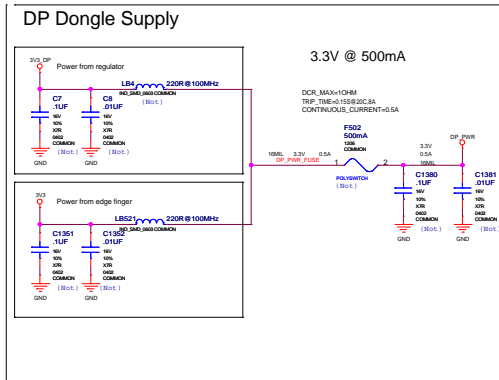 DP Dongle Supply
3V3_DP
Power from regulator
LB4 220R@100MHz
IND_SMD_0603 COMMON
(Not)
C7
.1UF
16V
10%
X7R
0402
COMMON
(Not)
GND
C8
.01UF
16V
10%
X7R
0402
COMMON
(Not)
GND
3V3
Power from edge finger
LB521 220R@100MHz
IND_SMD_0603 COMMON
C1351
.1UF
16V
10%
X7R
0402
COMMON
(Not)
GND
C1352
.01UF
16V
10%
X7R
0402
COMMON
(Not)
GND
3.3V @ 500mA
DCR_MAX=1OHM
TRP_TIME=0.15S@20C,8A
CONTINUOUS_CURRENT=0.5A
F502
500mA
1206
COMMON
16MIL 3.3V 0.5A
DP_PWR_FUSE
1 2
POLYSWITCH
(Not)
3.3V
0.5A
16MIL
DP_PWR
C1380
.1UF
16V
10%
X7R
0402
COMMON
(Not)
GND
C1381
.01UF
16V
10%
X7R
0402
COMMON
(Not)
GND